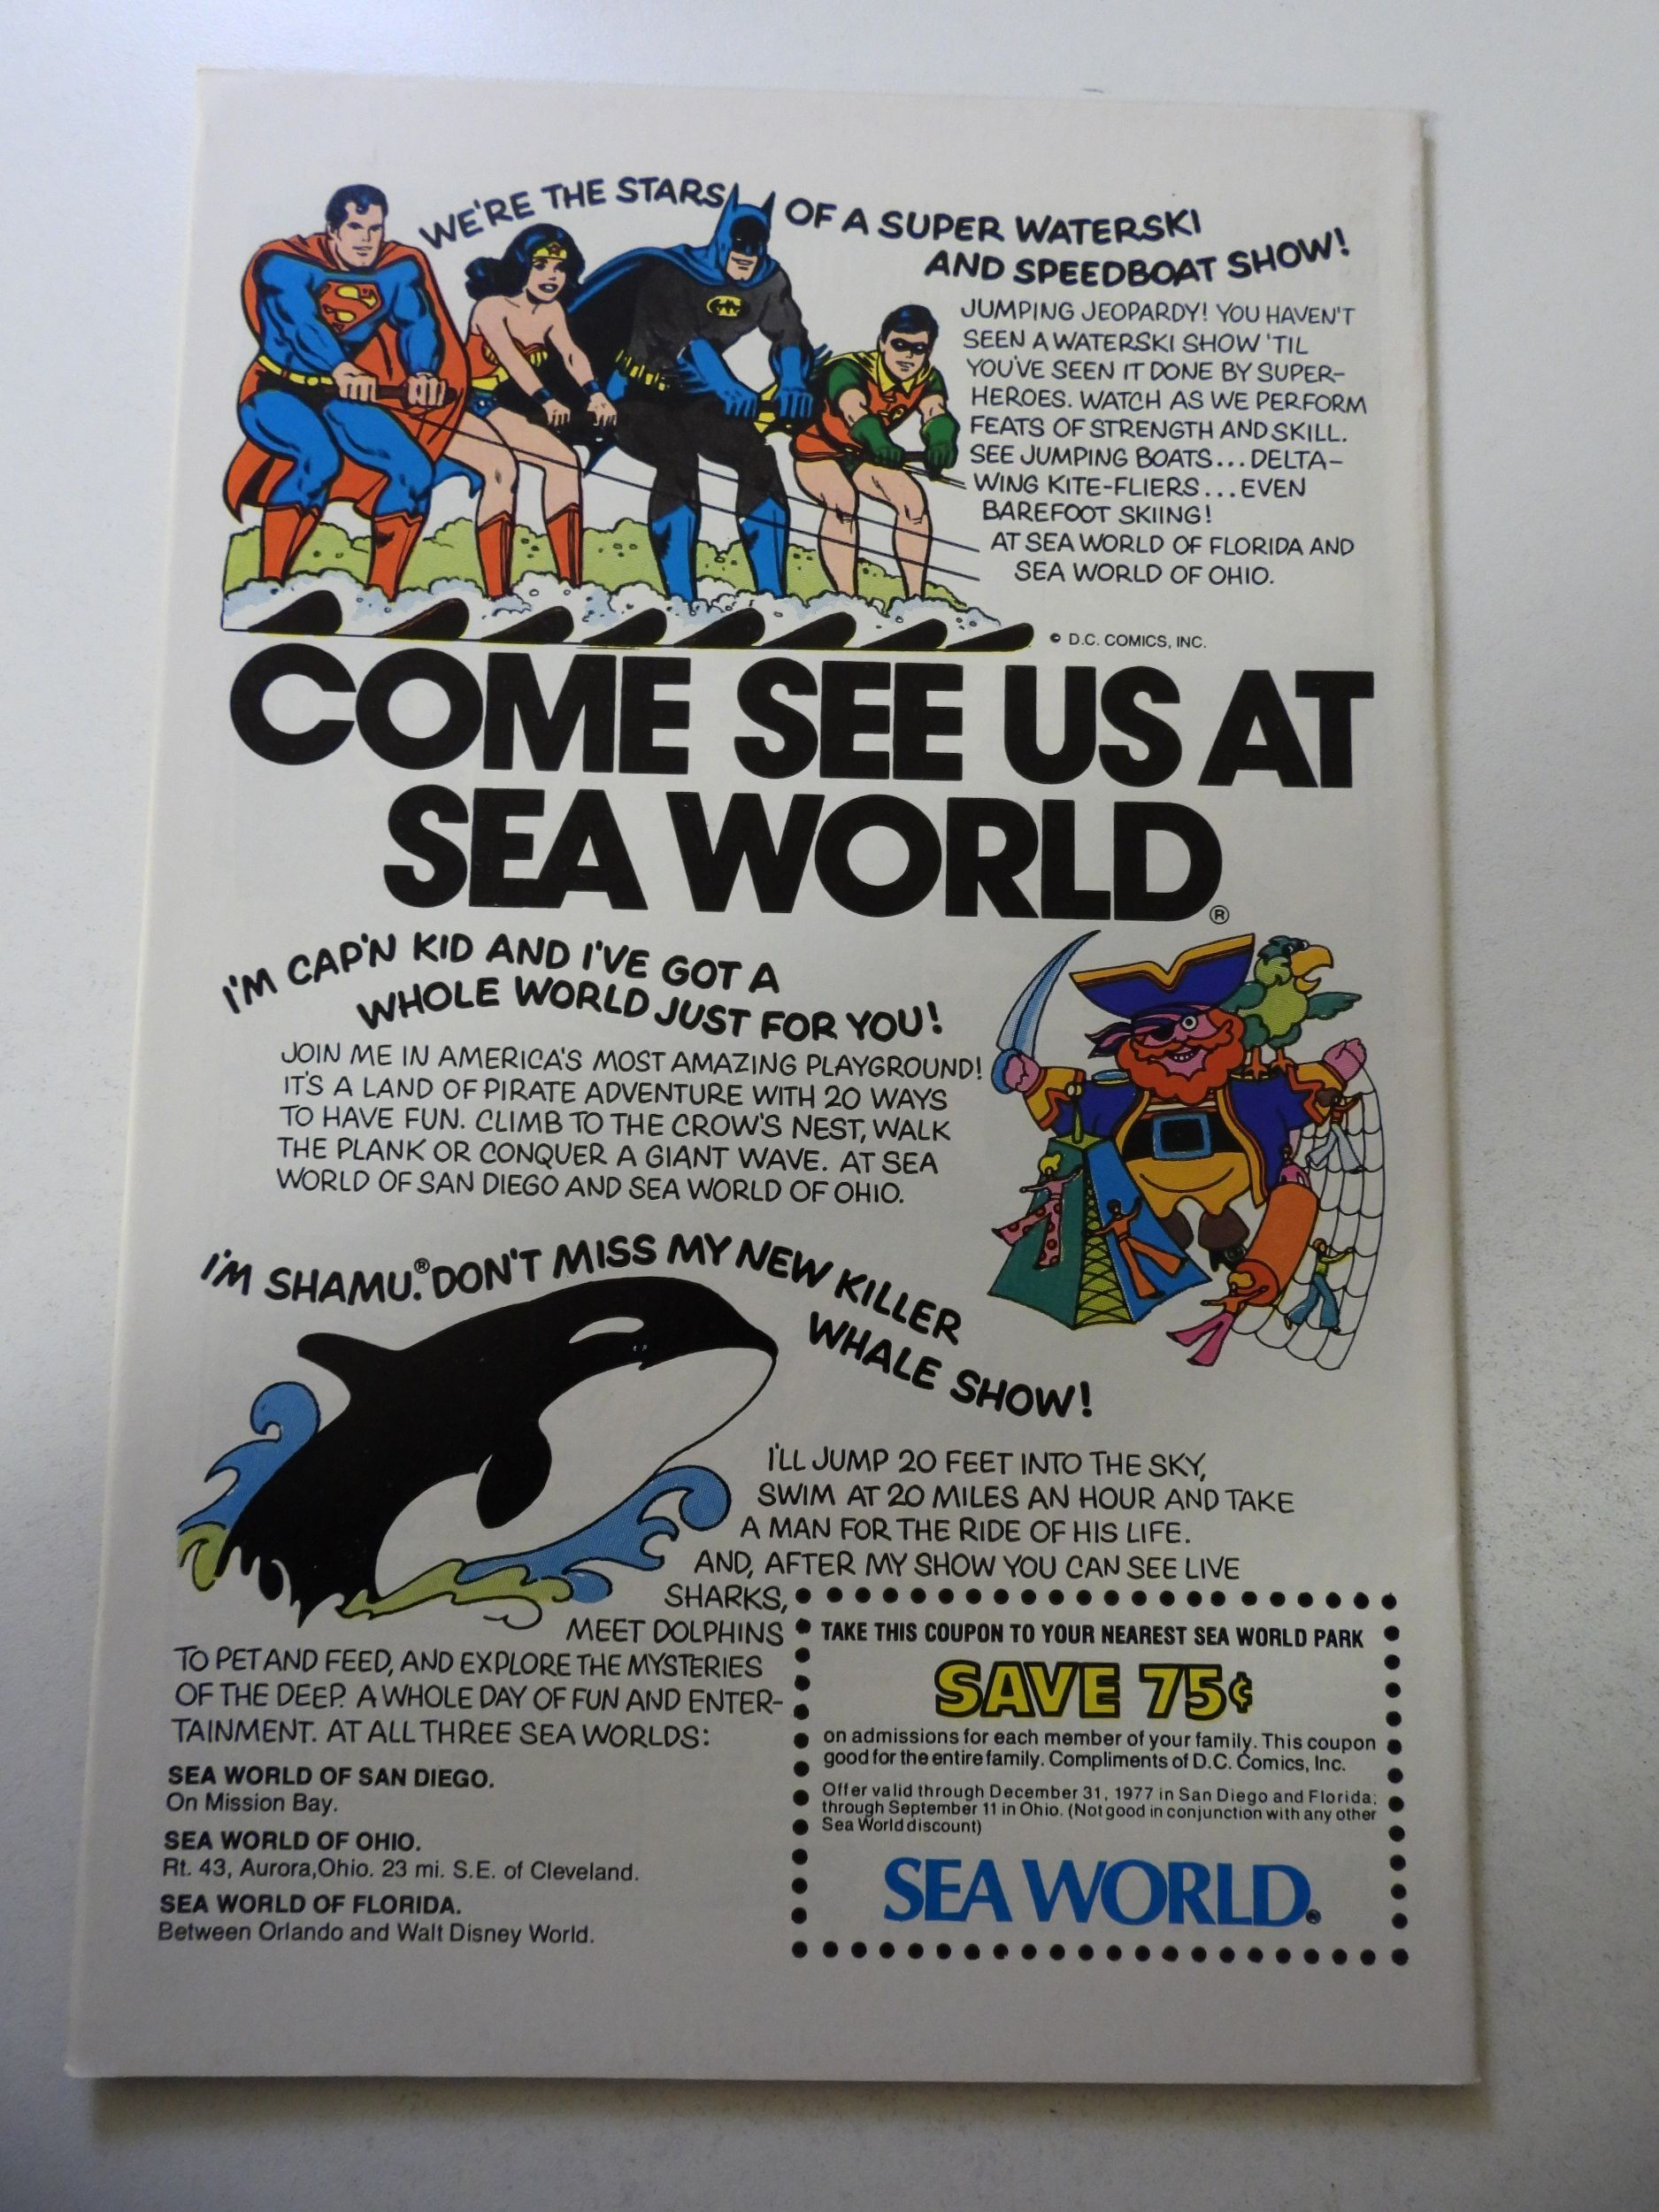 WE'RE THE STARS OF A SUPER WATERSKI
AND SPEEDBOAT SHOW!
JUMPING JEOPARDY! YOU HAVEN'T
SEEN A WATERSKI SHOW 'TIL
YOU'VE SEEN IT DONE BY SUPER-
HEROES. WATCH AS WE PERFORM
FEATS OF STRENGTH AND SKILL.
SEE JUMPING BOATS... DELTA-
WING KITE-FLIERS... EVEN
BAREFOOT SKIING!
AT SEA WORLD OF FLORIDA AND
SEA WORLD OF OHIO.
© D.C. COMICS, INC.
COME SEE US AT
SEA WORLD®
I'M CAP'N KID AND I'VE GOT A
WHOLE WORLD JUST FOR YOU!
JOIN ME IN AMERICA'S MOST AMAZING PLAYGROUND!
IT'S A LAND OF PIRATE ADVENTURE WITH 20 WAYS
TO HAVE FUN. CLIMB TO THE CROW'S NEST, WALK
THE PLANK OR CONQUER A GIANT WAVE. AT SEA
WORLD OF SAN DIEGO AND SEA WORLD OF OHIO.
I'M SHAMU.® DON'T MISS MY NEW KILLER
WHALE SHOW!
I'LL JUMP 20 FEET INTO THE SKY,
SWIM AT 20 MILES AN HOUR AND TAKE
A MAN FOR THE RIDE OF HIS LIFE.
AND, AFTER MY SHOW YOU CAN SEE LIVE
SHARKS,
MEET DOLPHINS
TO PET AND FEED, AND EXPLORE THE MYSTERIES
OF THE DEEP. A WHOLE DAY OF FUN AND ENTER-
TAINMENT. AT ALL THREE SEA WORLDS:
SEA WORLD OF SAN DIEGO.
On Mission Bay.
SEA WORLD OF OHIO.
Rt. 43, Aurora,Ohio. 23 mi. S.E. of Cleveland.
SEA WORLD OF FLORIDA.
Between Orlando and Walt Disney World.
TAKE THIS COUPON TO YOUR NEAREST SEA WORLD PARK
SAVE 75¢
on admissions for each member of your family. This coupon
good for the entire family. Compliments of D.C. Comics, Inc.
Offer valid through December 31, 1977 in San Diego and Florida;
through September 11 in Ohio. (Not good in conjunction with any other
Sea World discount)
SEA WORLD®